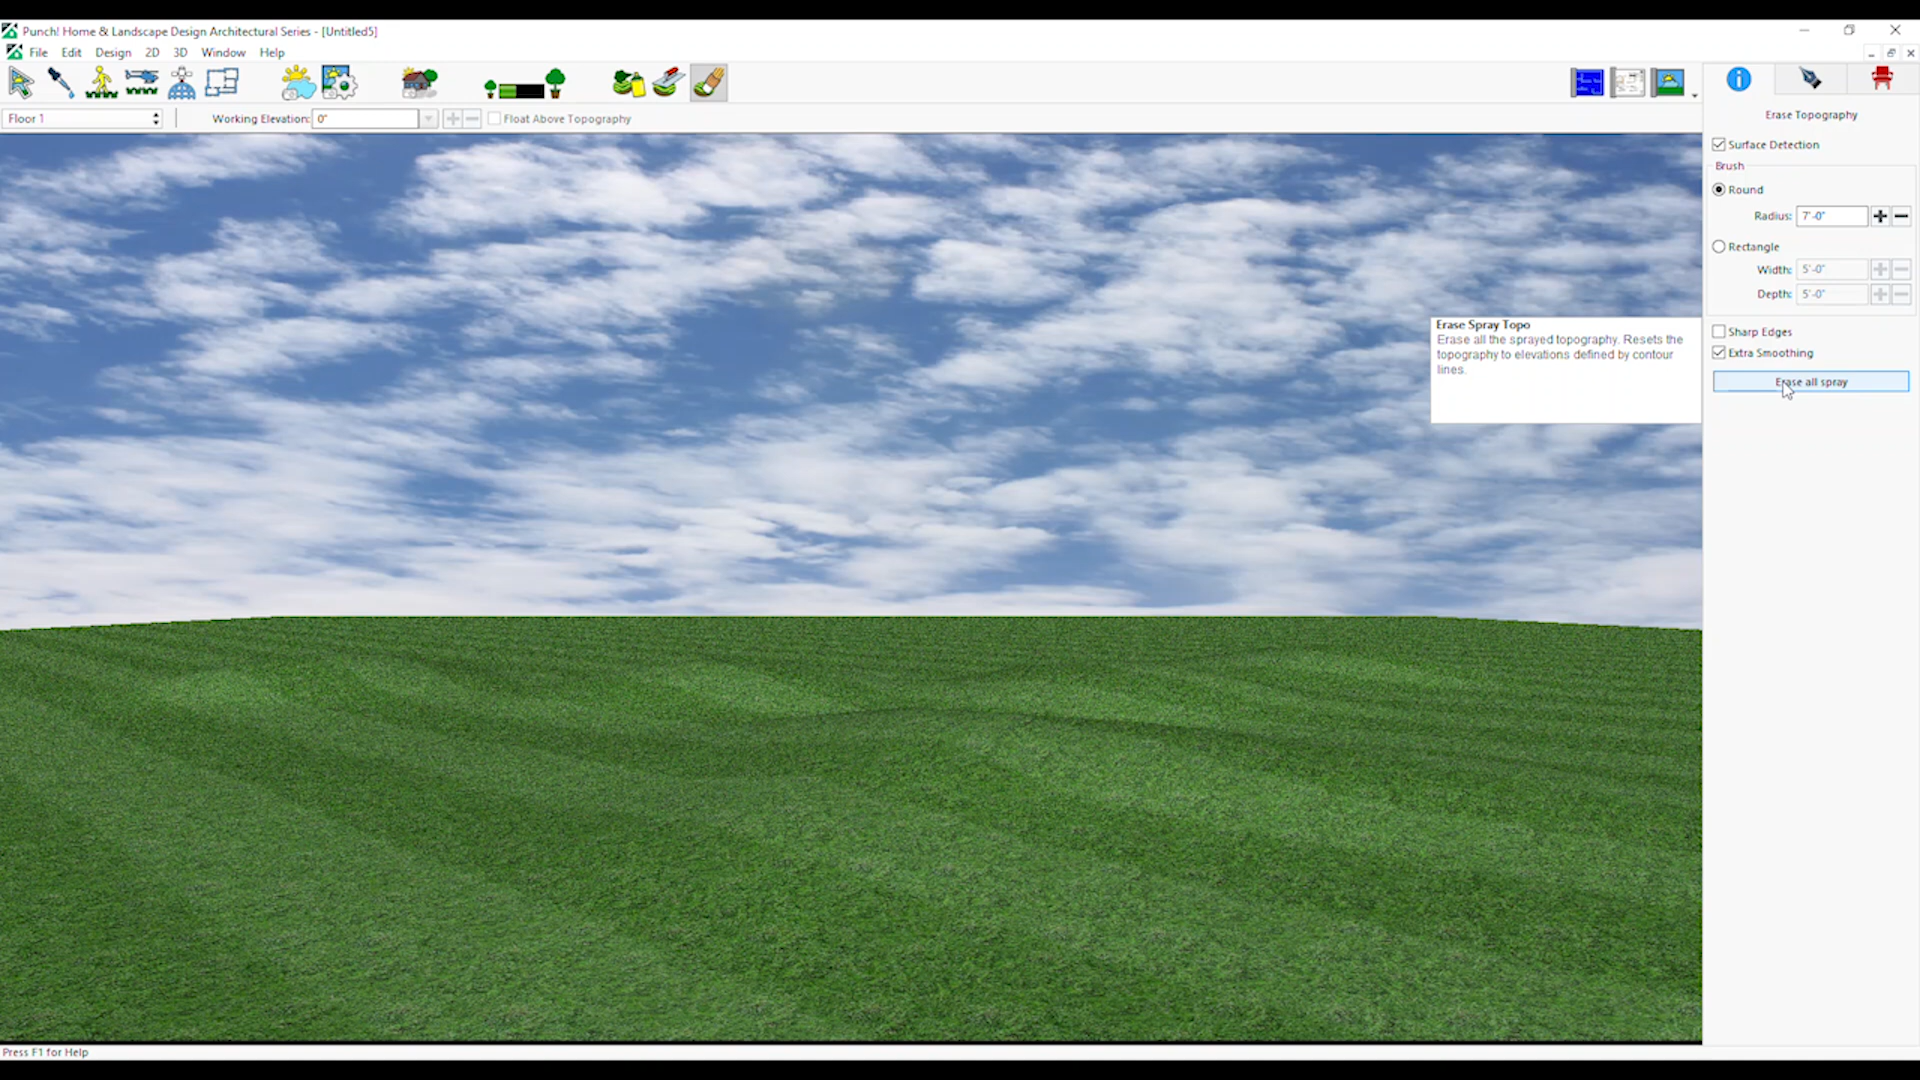 Punch! Home & Landscape Design Architectural Series - [Untitled5]
File Edit Design 2D 3D Window Help
Floor 1 Working Elevation: 0" Float Above Topography
Erase Topography
Surface Detection
Brush
Round
Radius: 7'-0"
Rectangle
Width: 5'-0"
Depth: 5'-0"
Sharp Edges
Extra Smoothing
Erase all spray
Erase Spray Topo
Erase all the sprayed topography. Resets the
topography to elevations defined by contour
lines.
Press F1 for Help